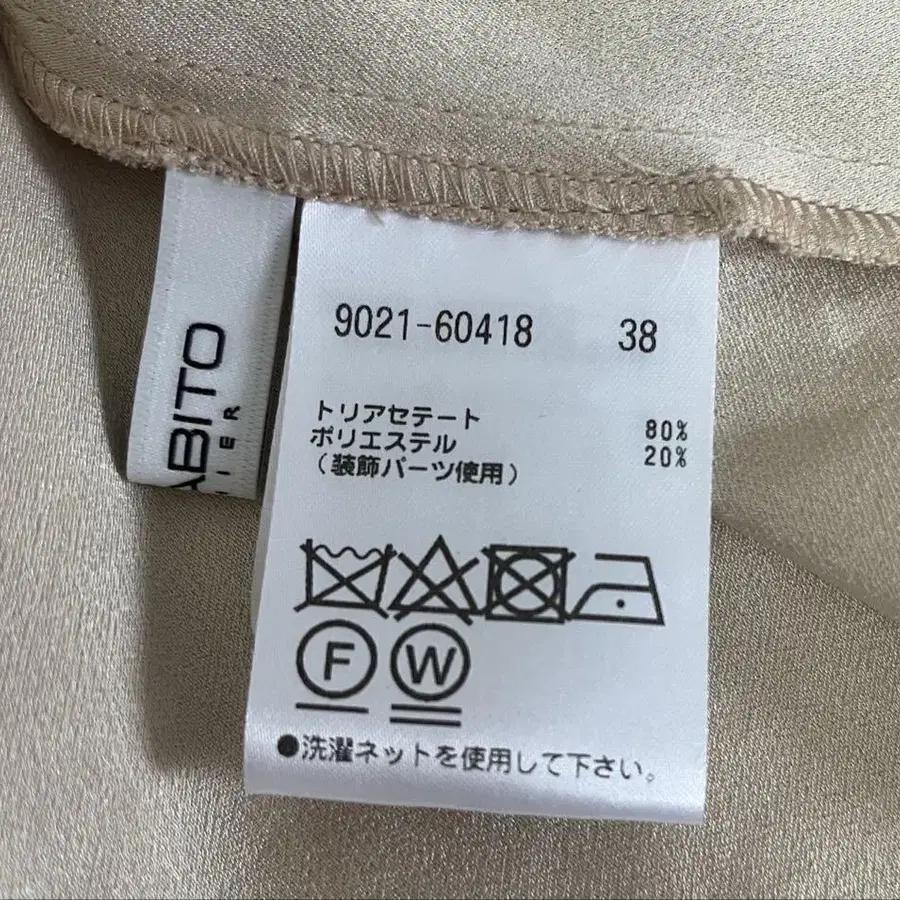 ABITO
IER
9021-60418 38
トリアセテート 80%
ポリエステル 20%
(装飾パーツ使用)
F W
●洗濯ネットを使用して下さい。